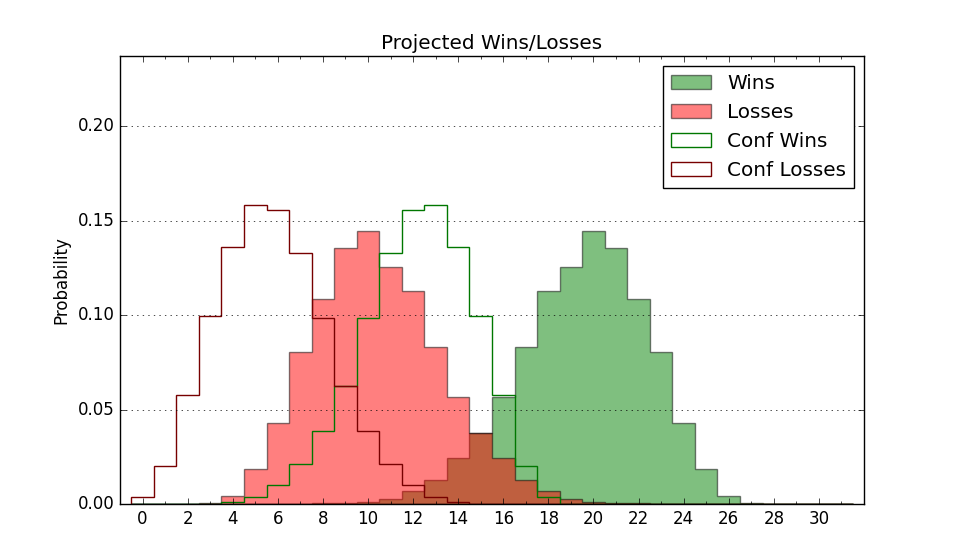 Projected Wins/Losses
Wins
Losses
Conf Wins
Conf Losses
Probability
0.20
0.15
0.10
0.05
0.00
0 2 4 6 8 10 12 14 16 18 20 22 24 26 28 30